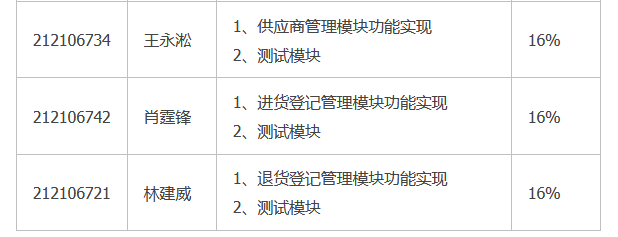 212106734 王永淞 1、供应商管理模块功能实现 16%
2、测试模块
212106742 肖霆锋 1、进货登记管理模块功能实现 16%
2、测试模块
212106721 林建威 1、退货登记管理模块功能实现 16%
2、测试模块